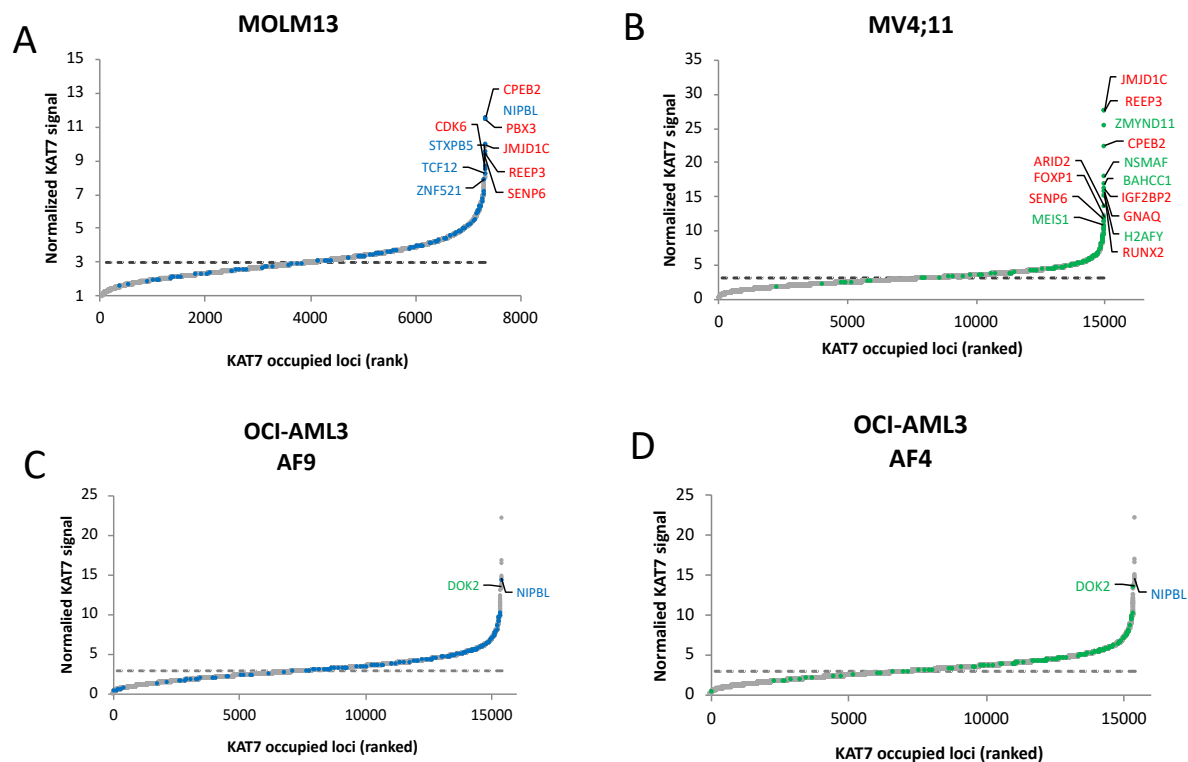 A
MOLM13
Normalized KAT7 signal
15
13
11
9
7
5
3
1
CPEB2
NIPBL
CDK6
PBX3
STXPB5
JMJD1C
TCF12
REEP3
ZNF521
SENP6
0
2000
4000
6000
8000
KAT7 occupied loci (rank)
B
MV4;11
Normalized KAT7 signal
35
30
25
20
15
10
5
0
JMJD1C
REEP3
ZMYND11
CPEB2
ARID2
NSMAF
FOXP1
BAHCC1
SENP6
IGF2BP2
MEIS1
GNAQ
H2AFY
RUNX2
0
5000
10000
15000
KAT7 occupied loci (ranked)
C
OCI-AML3
AF9
Normalied KAT7 signal
25
20
15
10
5
0
DOK2
NIPBL
0
5000
10000
15000
KAT7 occupied loci (ranked)
D
OCI-AML3
AF4
Normalied KAT7 signal
25
20
15
10
5
0
DOK2
NIPBL
0
5000
10000
15000
KAT7 occupied loci (ranked)